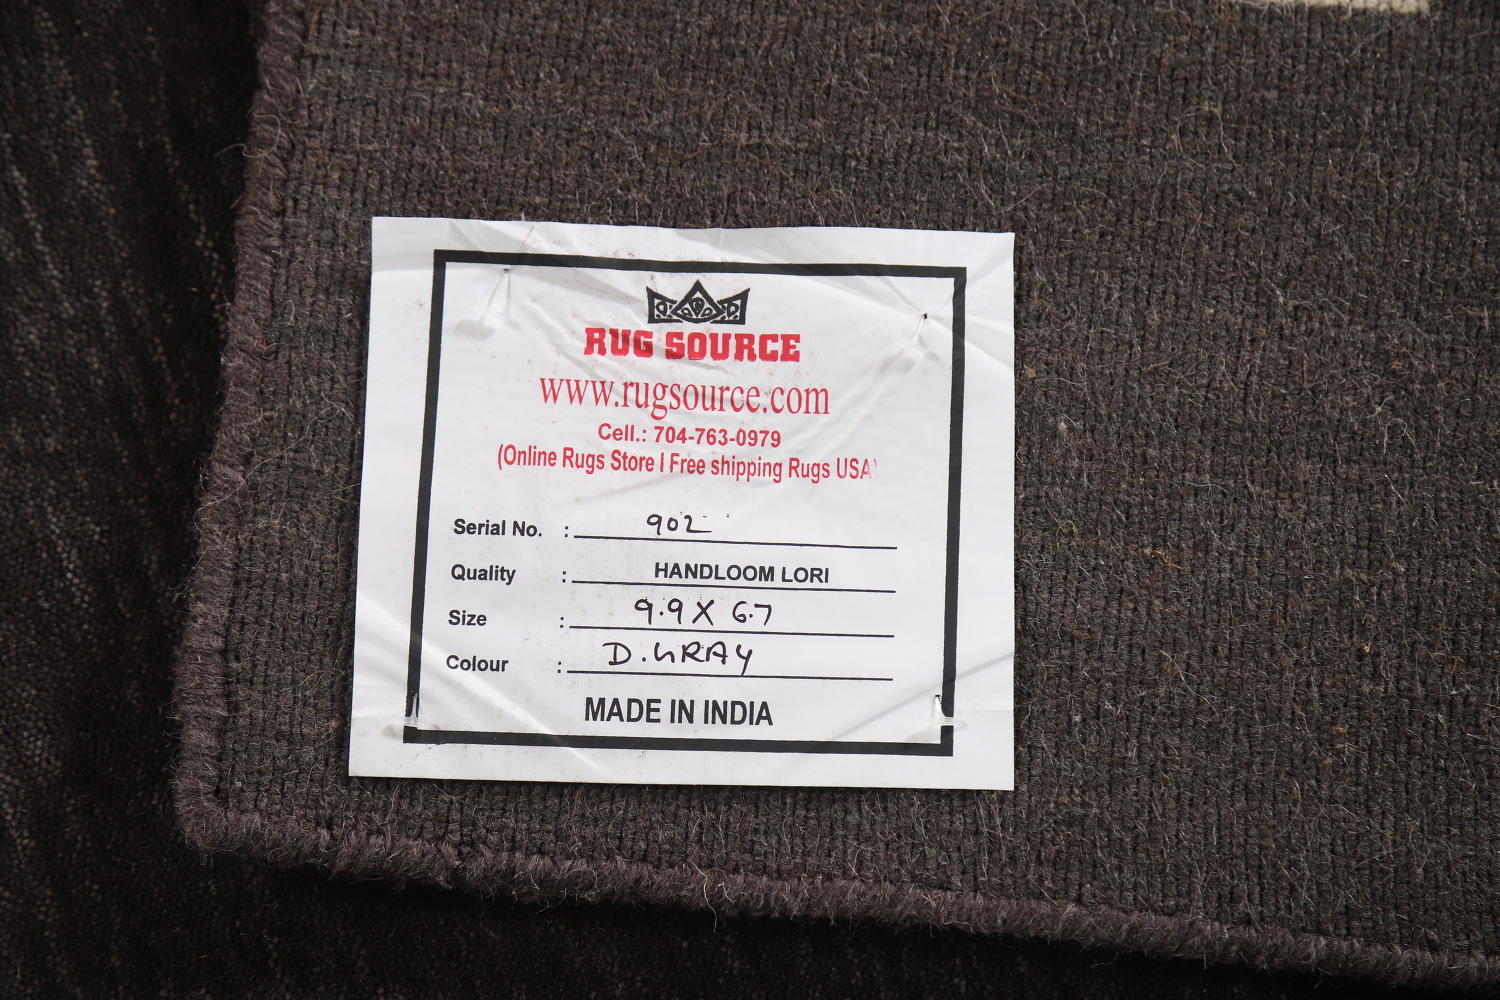 RUG SOURCE
www.rugsource.com
Cell.: 704-763-0979
(Online Rugs Store I Free shipping Rugs USA)
Serial No. : 902
Quality : HANDLOOM LORI
Size : 9.9 X 6.7
Colour : D.GRAY
MADE IN INDIA